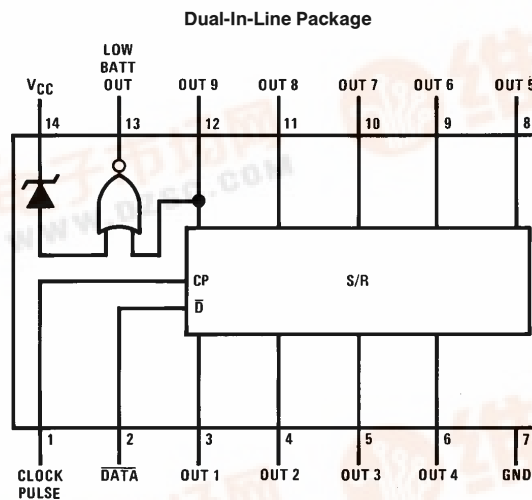 Dual-In-Line Package
LOW
BATT
OUT
VCC
OUT 9
OUT 8
OUT 7
OUT 6
OUT 5
14
13
12
11
10
9
8
CP
S/R
D̅
1
2
3
4
5
6
7
CLOCK
PULSE
D̅A̅T̅A̅
OUT 1
OUT 2
OUT 3
OUT 4
GND